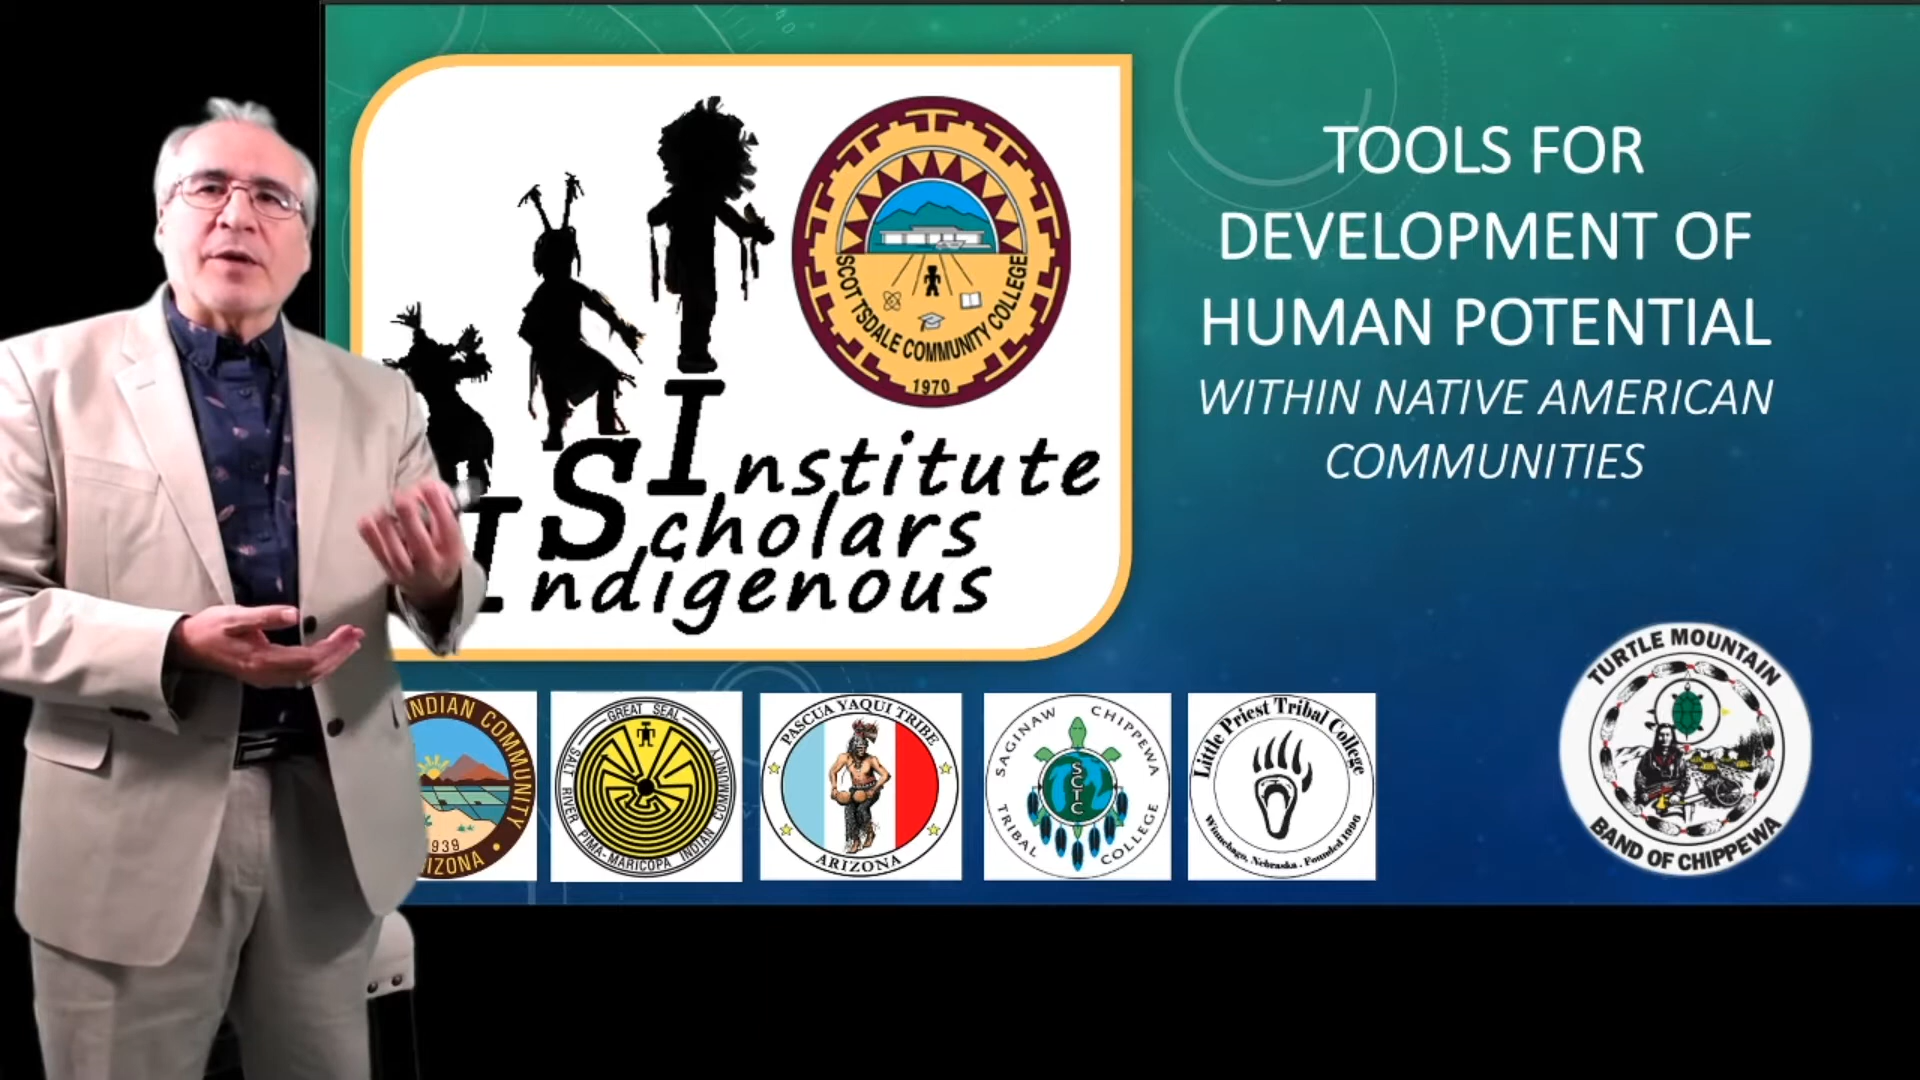 TOOLS FOR
DEVELOPMENT OF
HUMAN POTENTIAL
WITHIN NATIVE AMERICAN
COMMUNITIES
SCOTTSDALE COMMUNITY COLLEGE
1970
I Institute
S Scholars
I Indigenous
INDIAN COMMUNITY
939
IZONA
GREAT SEAL
SALT RIVER PIMA-MARICOPA INDIAN COMMUNITY
PASCUA YAQUI TRIBE
ARIZONA
SAGINAW CHIPPEWA
SCTC
TRIBAL COLLEGE
Little Priest Tribal College
Winnebago, Nebraska . Founded 1996
TURTLE MOUNTAIN
BAND OF CHIPPEWA